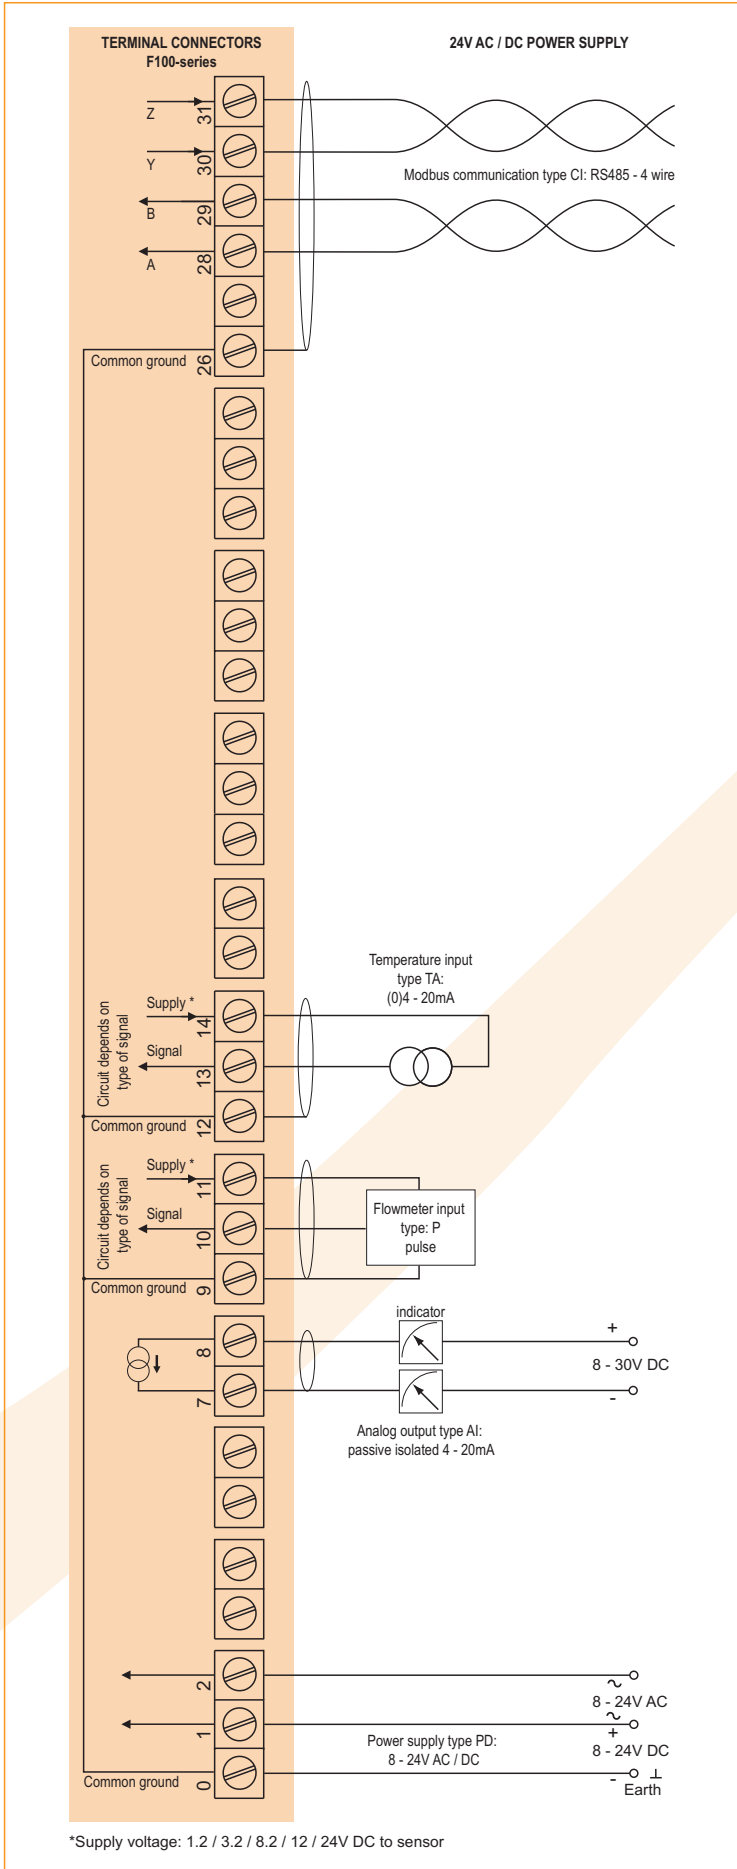 TERMINAL CONNECTORS
F100-series
24V AC / DC POWER SUPPLY
Z
31
Y
30
Modbus communication type CI: RS485 - 4 wire
B
29
A
28
Common ground
26
Temperature input
type TA:
(0)4 - 20mA
Circuit depends on
type of signal
Supply *
14
Signal
13
Common ground
12
Circuit depends on
type of signal
Supply *
11
Signal
10
Flowmeter input
type: P
pulse
Common ground
9
indicator
8
+
8 - 30V DC
7
-
Analog output type AI:
passive isolated 4 - 20mA
2
~
8 - 24V AC
1
~
+
Power supply type PD:
8 - 24V AC / DC
8 - 24V DC
Common ground
0
-
Earth
*Supply voltage: 1.2 / 3.2 / 8.2 / 12 / 24V DC to sensor